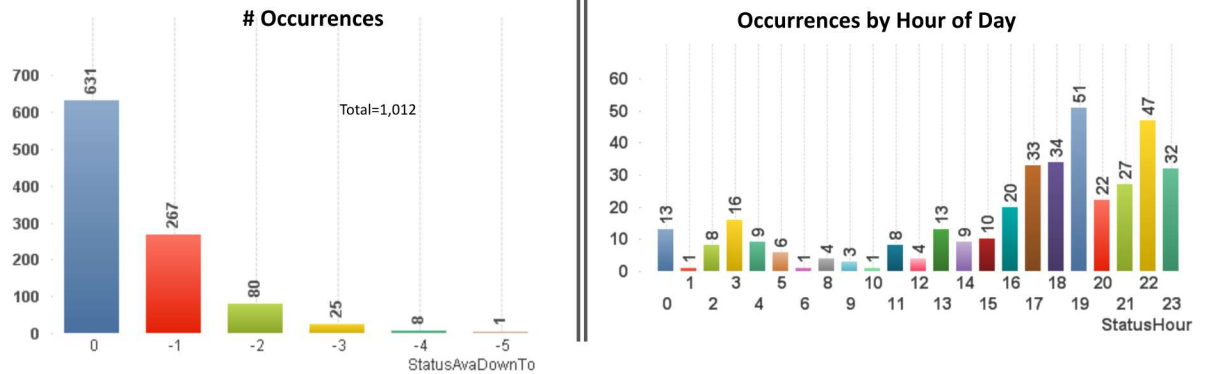 # Occurrences
700
600
500
400
300
200
100
0
631
267
80
25
8
1
Total=1,012
0 -1 -2 -3 -4 -5
StatusAvaDownTo
Occurrences by Hour of Day
60
50
40
30
20
10
0
13 1 8 16 9 6 1 4 3 1 8 4 13 9 10 20 33 34 51 22 27 47 32
1 3 5 8 10 12 14 16 18 20 22
0 2 4 6 9 11 13 15 17 19 21 23
StatusHour